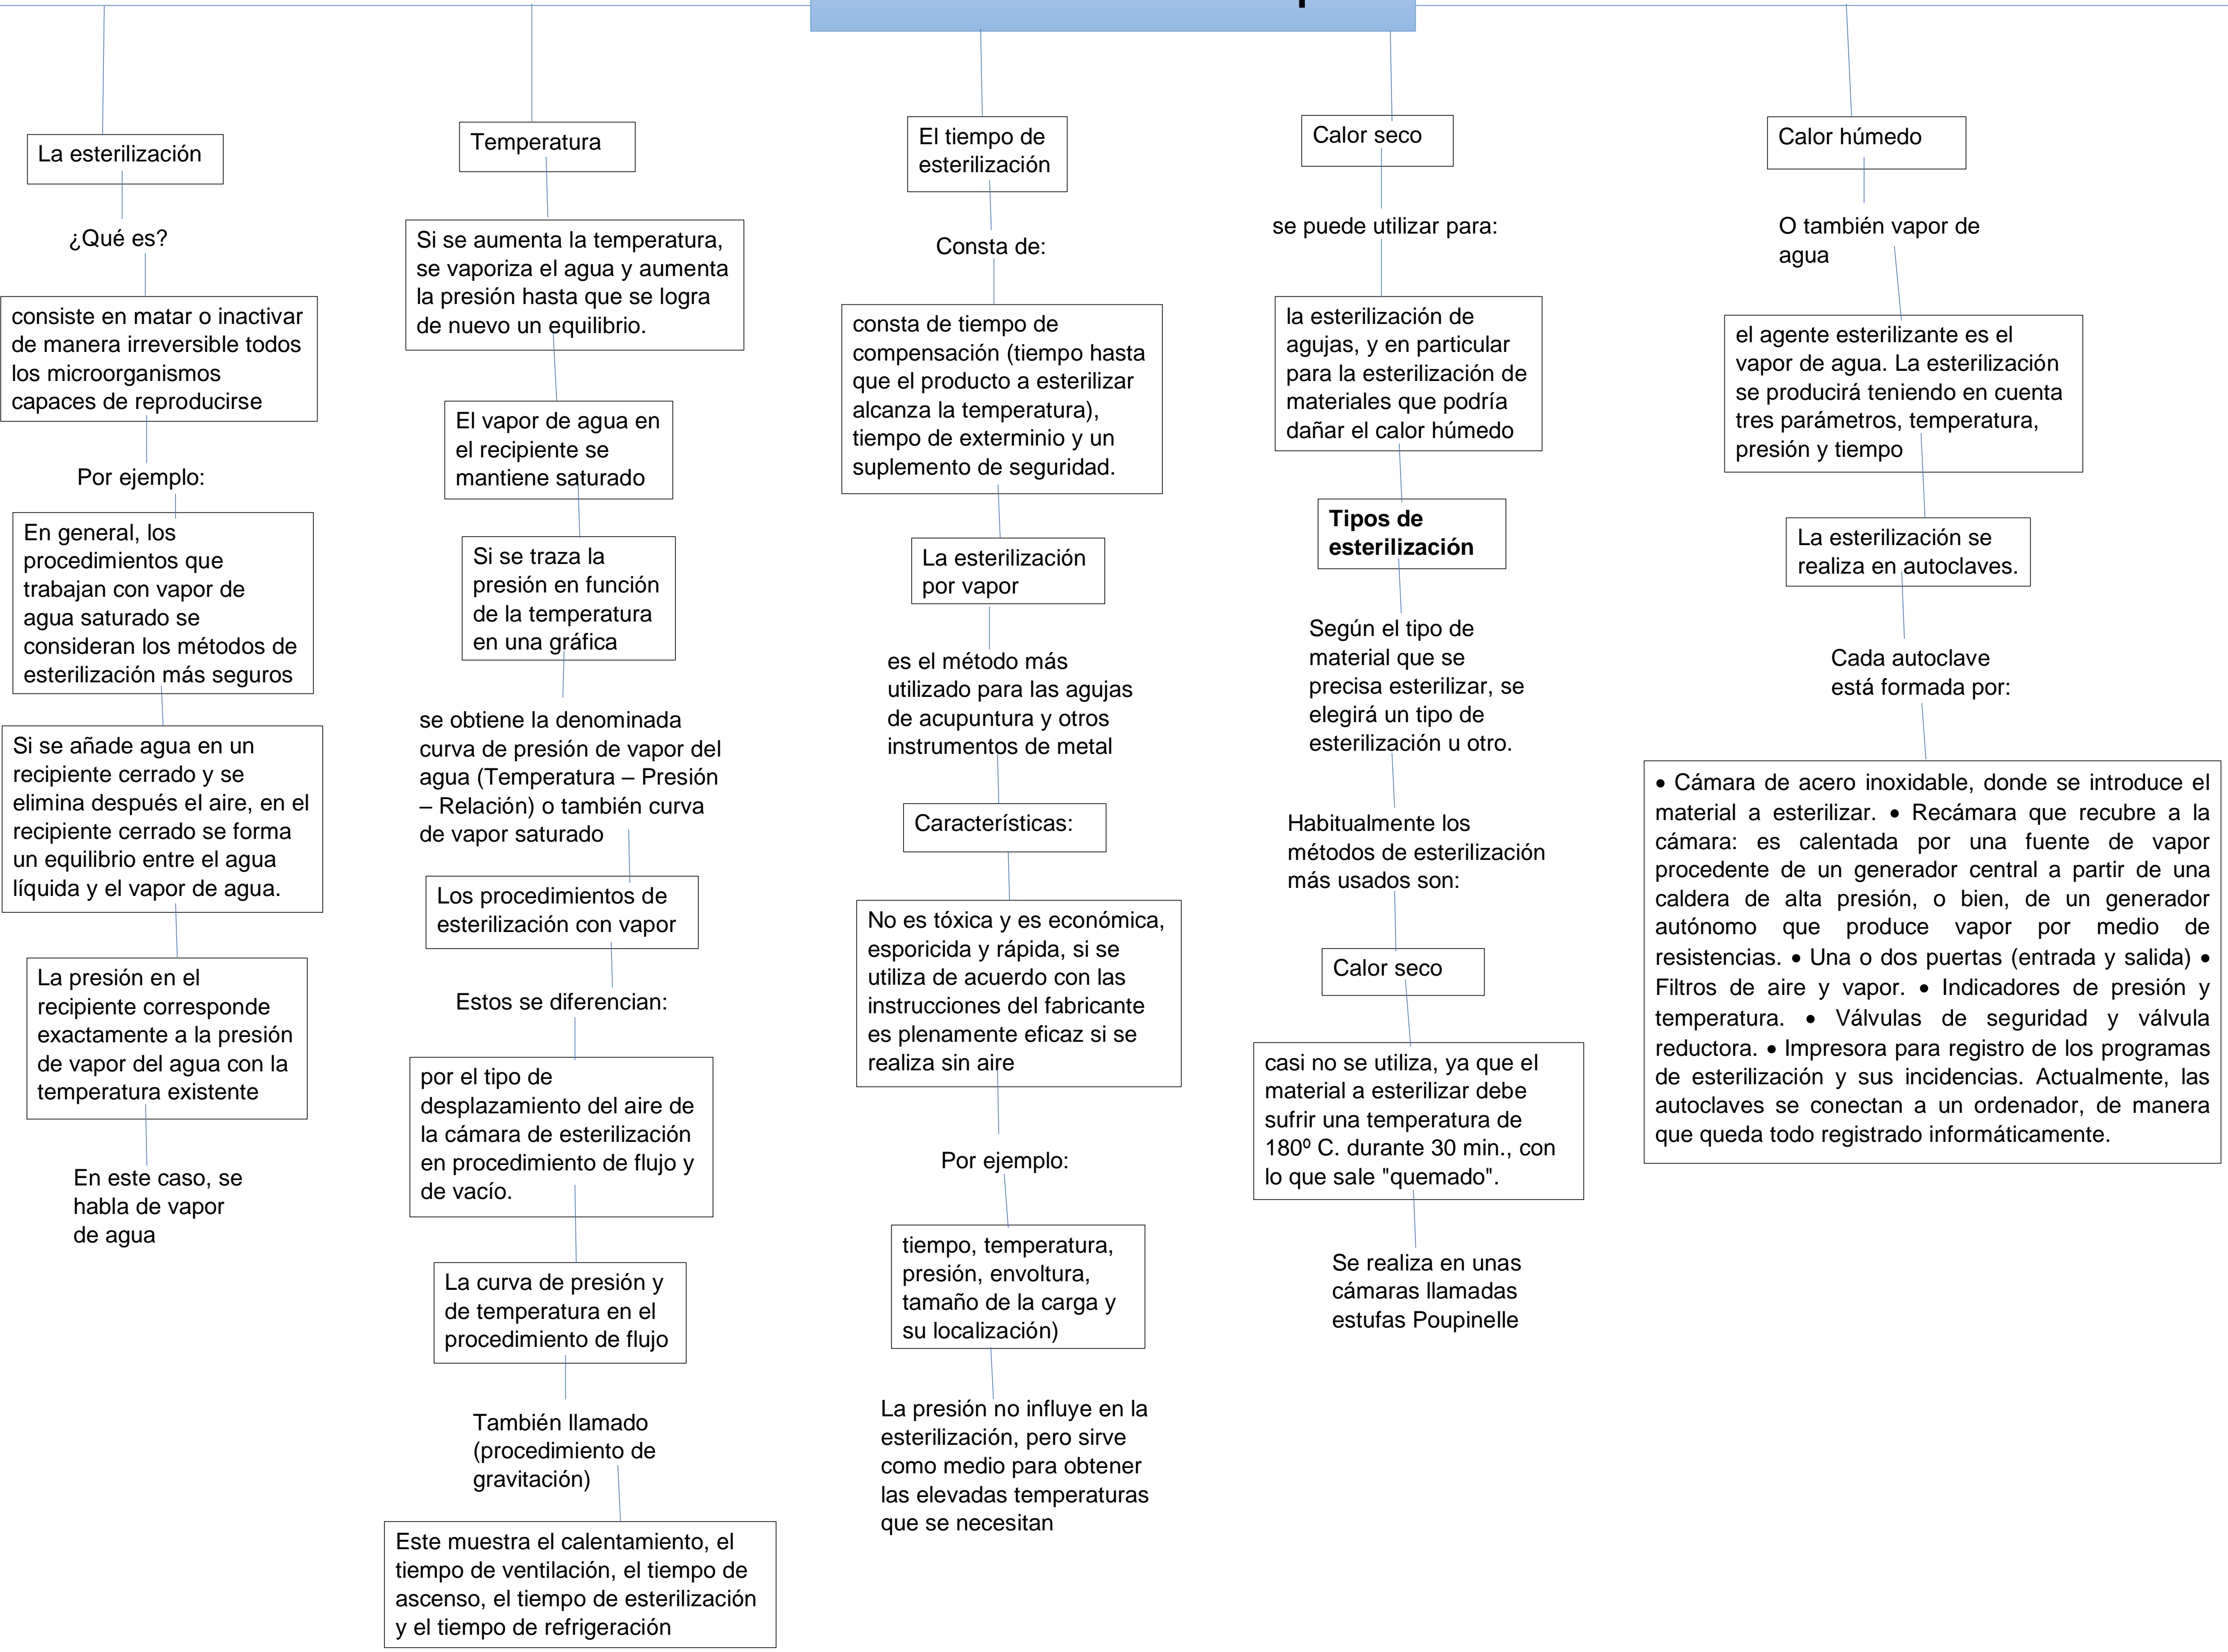 La esterilización
¿Qué es?
consiste en matar o inactivar
de manera irreversible todos
los microorganismos
capaces de reproducirse
Por ejemplo:
En general, los
procedimientos que
trabajan con vapor de
agua saturado se
consideran los métodos de
esterilización más seguros
Si se añade agua en un
recipiente cerrado y se
elimina después el aire, en el
recipiente cerrado se forma
un equilibrio entre el agua
líquida y el vapor de agua.
La presión en el
recipiente corresponde
exactamente a la presión
de vapor del agua con la
temperatura existente
En este caso, se
habla de vapor
de agua
Temperatura
Si se aumenta la temperatura,
se vaporiza el agua y aumenta
la presión hasta que se logra
de nuevo un equilibrio.
El vapor de agua en
el recipiente se
mantiene saturado
Si se traza la
presión en función
de la temperatura
en una gráfica
se obtiene la denominada
curva de presión de vapor del
agua (Temperatura – Presión
– Relación) o también curva
de vapor saturado
Los procedimientos de
esterilización con vapor
Estos se diferencian:
por el tipo de
desplazamiento del aire de
la cámara de esterilización
en procedimiento de flujo y
de vacío.
La curva de presión y
de temperatura en el
procedimiento de flujo
También llamado
(procedimiento de
gravitación)
Este muestra el calentamiento, el
tiempo de ventilación, el tiempo de
ascenso, el tiempo de esterilización
y el tiempo de refrigeración
El tiempo de
esterilización
Consta de:
consta de tiempo de
compensación (tiempo hasta
que el producto a esterilizar
alcanza la temperatura),
tiempo de exterminio y un
suplemento de seguridad.
La esterilización
por vapor
es el método más
utilizado para las agujas
de acupuntura y otros
instrumentos de metal
Características:
No es tóxica y es económica,
esporicida y rápida, si se
utiliza de acuerdo con las
instrucciones del fabricante
es plenamente eficaz si se
realiza sin aire
Por ejemplo:
tiempo, temperatura,
presión, envoltura,
tamaño de la carga y
su localización)
La presión no influye en la
esterilización, pero sirve
como medio para obtener
las elevadas temperaturas
que se necesitan
Calor seco
se puede utilizar para:
la esterilización de
agujas, y en particular
para la esterilización de
materiales que podría
dañar el calor húmedo
Tipos de
esterilización
Según el tipo de
material que se
precisa esterilizar, se
elegirá un tipo de
esterilización u otro.
Habitualmente los
métodos de esterilización
más usados son:
Calor seco
casi no se utiliza, ya que el
material a esterilizar debe
sufrir una temperatura de
180º C. durante 30 min., con
lo que sale "quemado".
Se realiza en unas
cámaras llamadas
estufas Poupinelle
Calor húmedo
O también vapor de
agua
el agente esterilizante es el
vapor de agua. La esterilización
se producirá teniendo en cuenta
tres parámetros, temperatura,
presión y tiempo
La esterilización se
realiza en autoclaves.
Cada autoclave
está formada por:
• Cámara de acero inoxidable, donde se introduce el
material a esterilizar. • Recámara que recubre a la
cámara: es calentada por una fuente de vapor
procedente de un generador central a partir de una
caldera de alta presión, o bien, de un generador
autónomo que produce vapor por medio de
resistencias. • Una o dos puertas (entrada y salida) •
Filtros de aire y vapor. • Indicadores de presión y
temperatura. • Válvulas de seguridad y válvula
reductora. • Impresora para registro de los programas
de esterilización y sus incidencias. Actualmente, las
autoclaves se conectan a un ordenador, de manera
que queda todo registrado informáticamente.